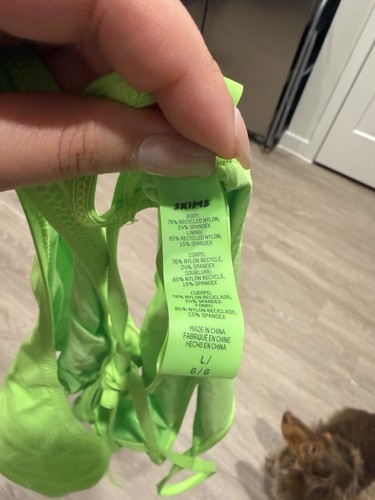 SKIMS
BODY:
76% RECYCLED NYLON,
24% SPANDEX
LINING:
85% RECYCLED NYLON,
15% SPANDEX
CORPS:
76% NYLON RECYCLÉ,
24% SPANDEX
DOUBLURE:
85% NYLON RECYCLÉ,
15% SPANDEX
CUERPO:
76% NYLON RECICLADO,
24% SPANDEX
FORRO:
85% NYLON RECICLADO,
15% SPANDEX
MADE IN CHINA
FABRIQUÉ EN CHINE
HECHO EN CHINA
L/
G/G